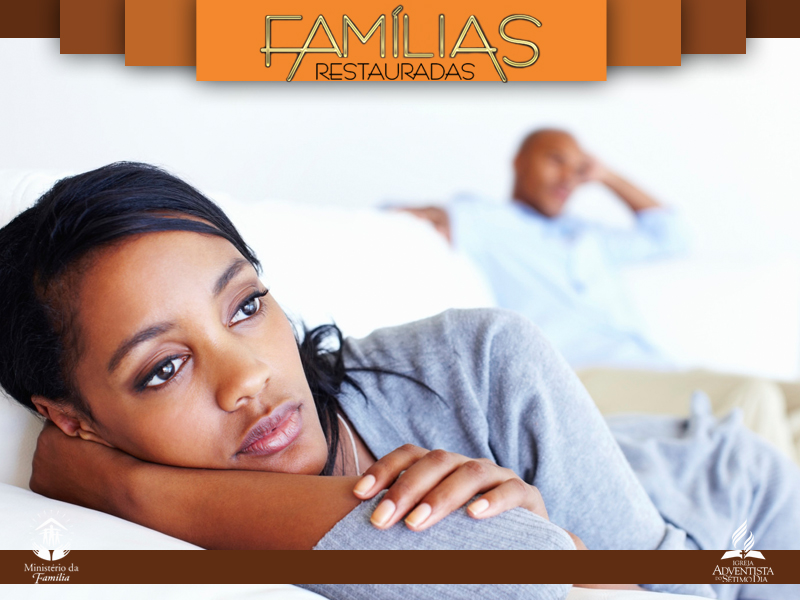 FAMÍLIAS
RESTAURADAS
Ministério da
Família
IGREJA
ADVENTISTA
DO SÉTIMO DIA